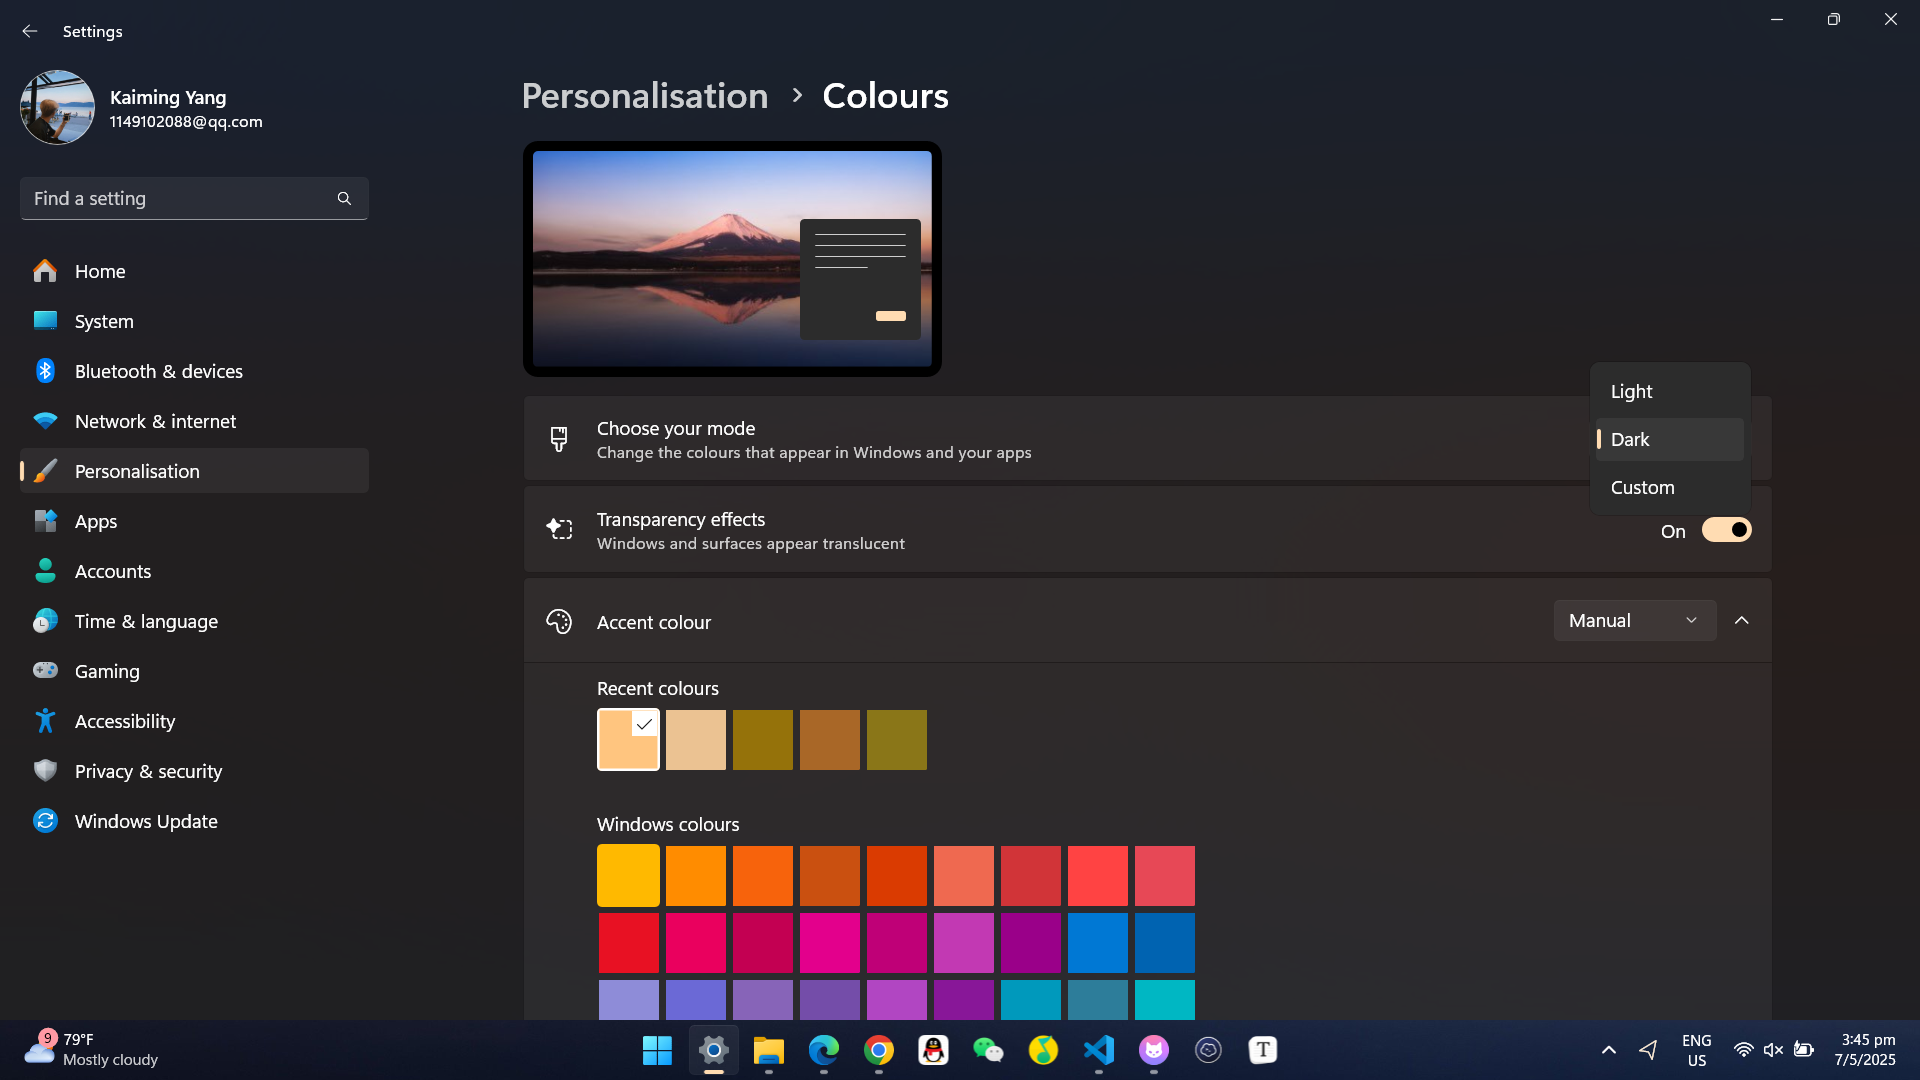 Settings
Kaiming Yang
1149102088@qq.com
Find a setting
Home
System
Bluetooth & devices
Network & internet
Personalisation
Apps
Accounts
Time & language
Gaming
Accessibility
Privacy & security
Windows Update
Personalisation > Colours
Choose your mode
Change the colours that appear in Windows and your apps
Light
Dark
Custom
Transparency effects
Windows and surfaces appear translucent
On
Accent colour
Manual
Recent colours
Windows colours
9
79°F
Mostly cloudy
T
ENG
US
3:45 pm
7/5/2025